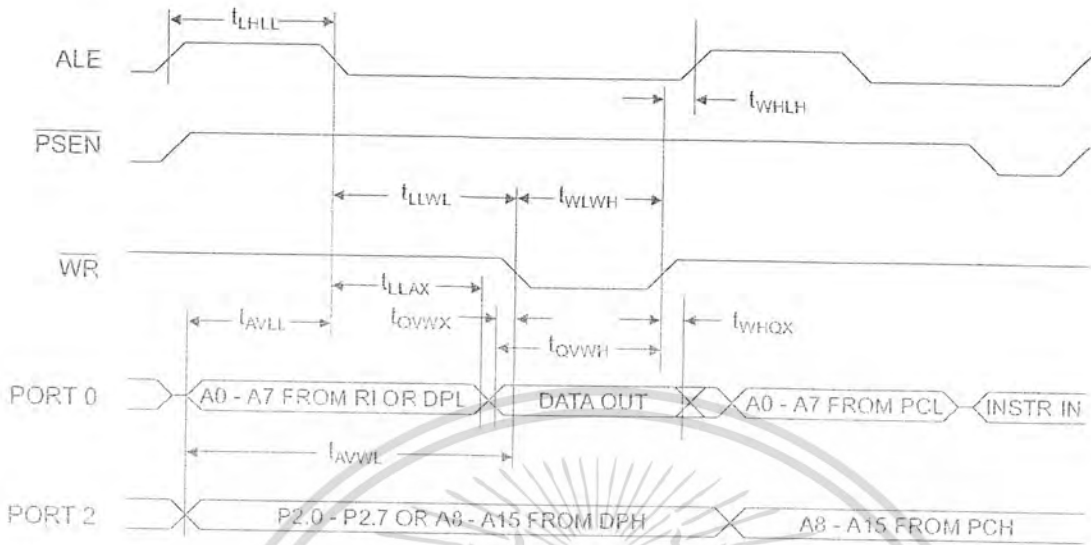 tLHLL
ALE
tWHLH
PSEN
tLLWL
tWLWH
WR
tLLAX
tAVLL
tQVWX
tWHQX
tQVWH
PORT 0
A0 - A7 FROM RI OR DPL
DATA OUT
A0 - A7 FROM PCL
INSTR IN
tAVWL
PORT 2
P2.0 - P2.7 OR A8 - A15 FROM DPH
A8 - A15 FROM PCH